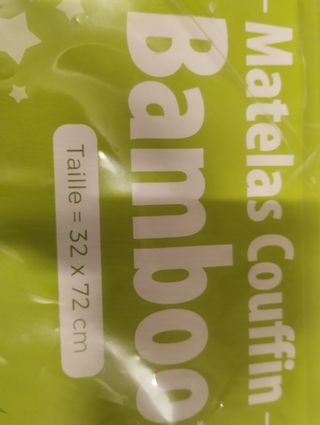 - Matelas Couffin -
Bamboo
Taille = 32 x 72 cm